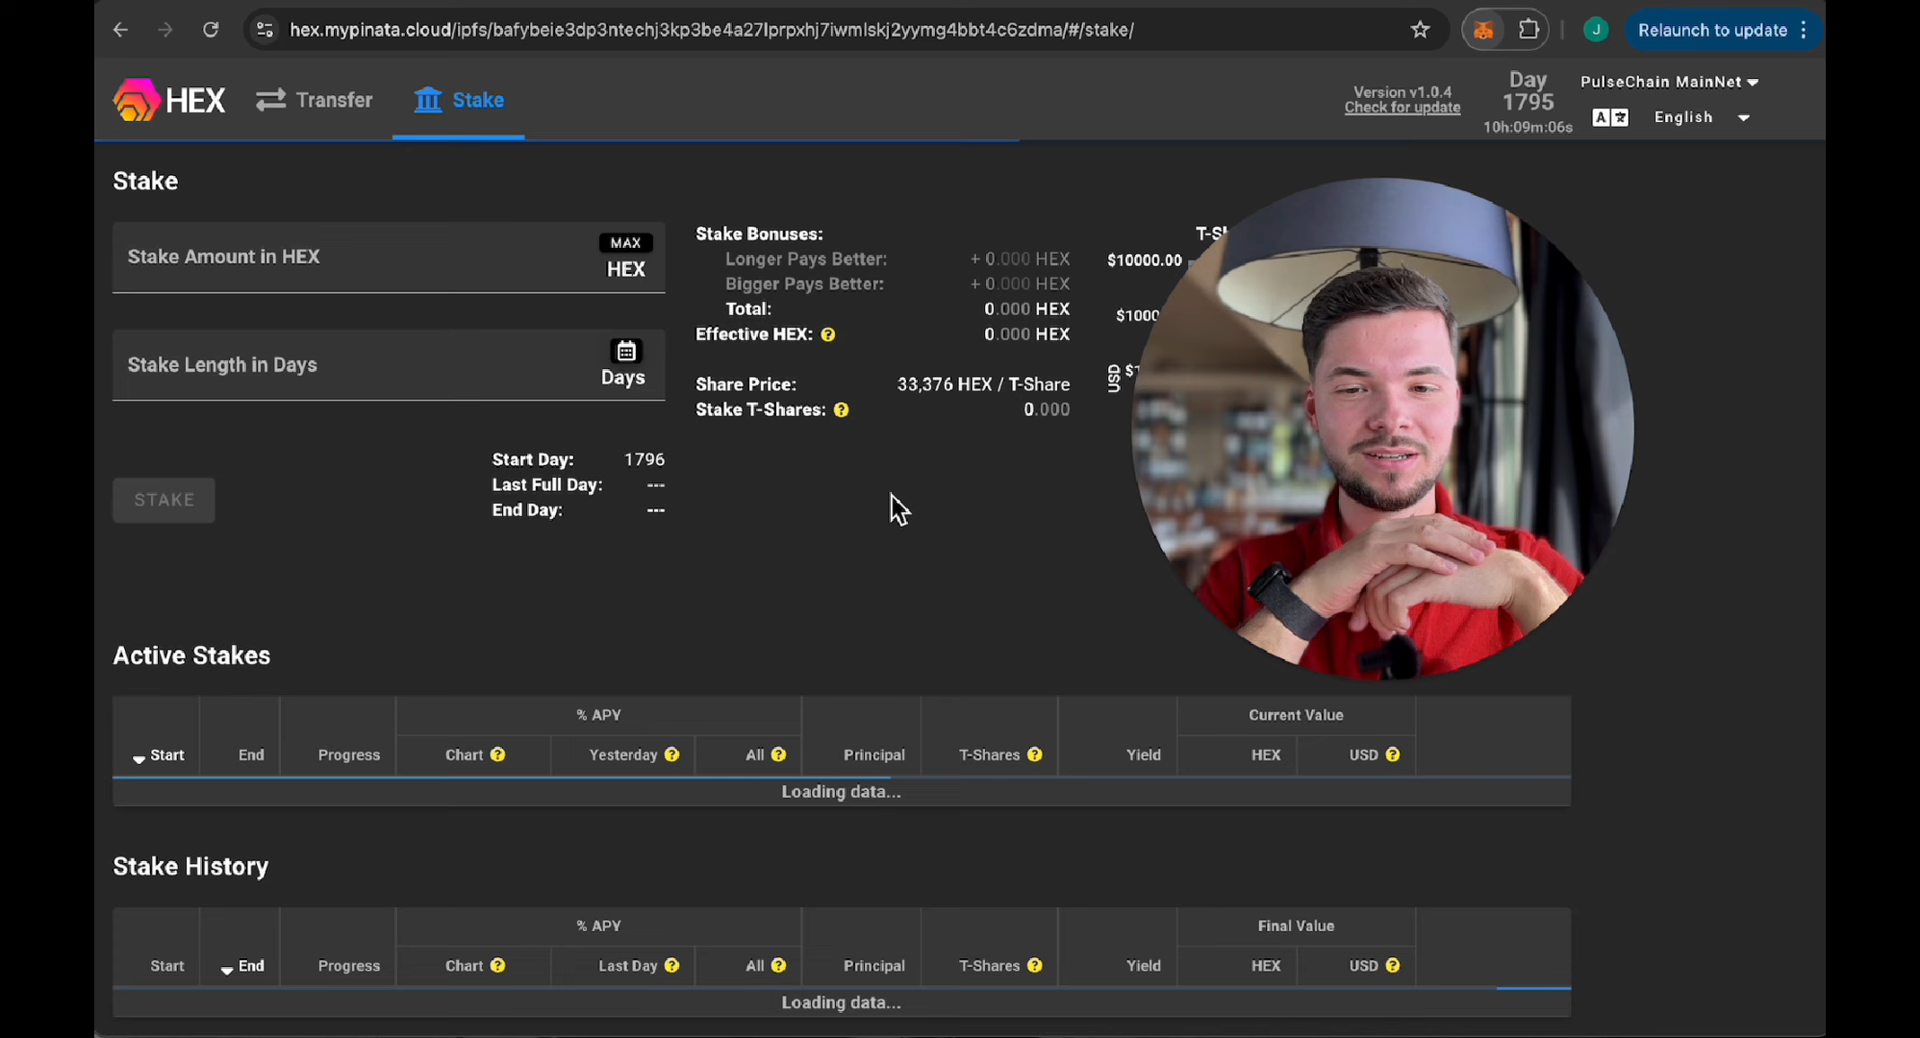 hex.mypinata.cloud/ipfs/bafybeie3dp3ntechj3kp3be4a27lprpxhj7iwmlskj2yymg4bbt4c6zdma/#/stake/
J
Relaunch to update
HEX
Transfer
Stake
Version v1.0.4
Check for update
Day
1795
10h:09m:06s
PulseChain MainNet
English
Stake
Stake Amount in HEX
MAX
HEX
Stake Length in Days
Days
STAKE
Start Day: 1796
Last Full Day: ---
End Day: ---
Stake Bonuses:
Longer Pays Better: + 0.000 HEX
Bigger Pays Better: + 0.000 HEX
Total: 0.000 HEX
Effective HEX: ? 0.000 HEX
Share Price: 33,376 HEX / T-Share
Stake T-Shares: ? 0.000
$10000.00
USD
Active Stakes
% APY Current Value
Start End Progress Chart ? Yesterday ? All ? Principal T-Shares ? Yield HEX USD ?
Loading data...
Stake History
% APY Final Value
Start End Progress Chart ? Last Day ? All ? Principal T-Shares ? Yield HEX USD ?
Loading data...